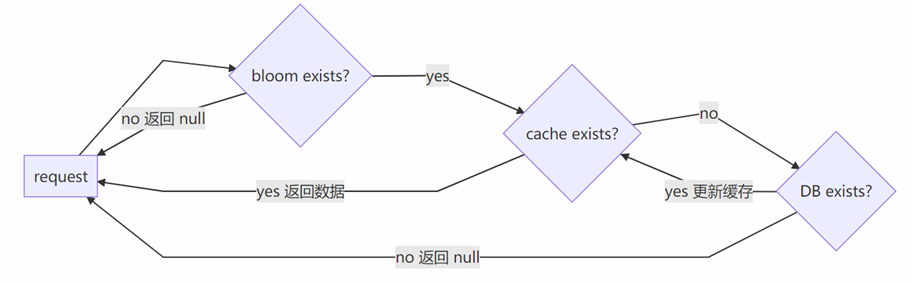 bloom exists?
yes
no 返回 null
cache exists?
no
request
yes 返回数据
yes 更新缓存
DB exists?
no 返回 null